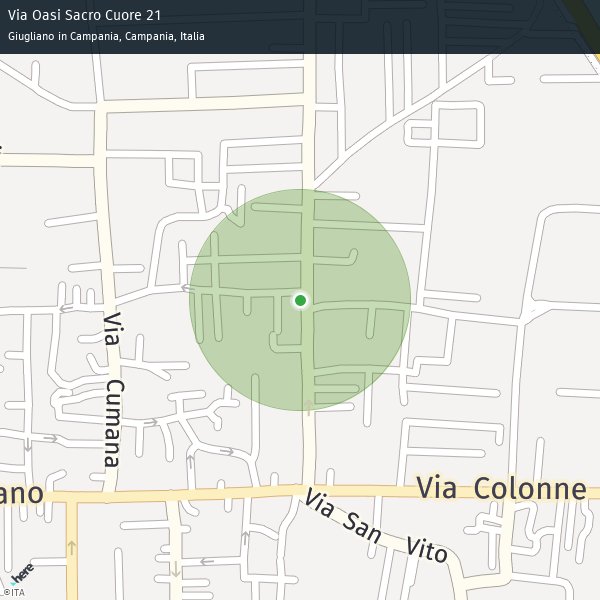 Via Oasi Sacro Cuore 21
Giugliano in Campania, Campania, Italia
Via Cumana
ano
Via Colonne
Via San Vito
here
©ITA